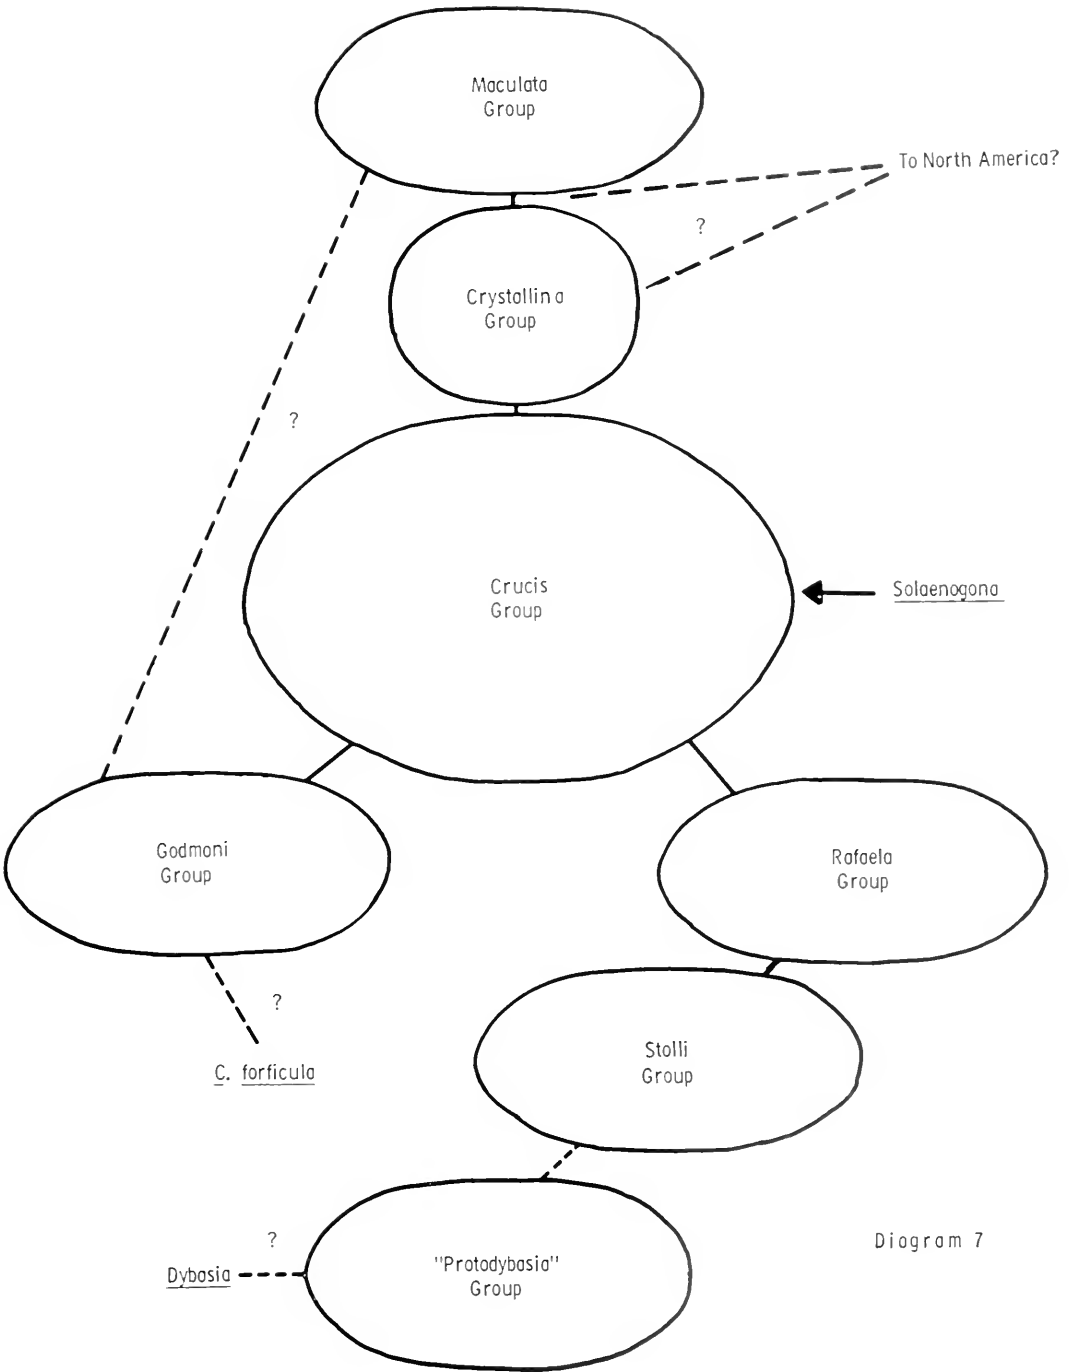 Maculata
Group
To North America?
?
Crystallina
Group
?
Crucis
Group
Solaenogona
Godmani
Group
Rafaela
Group
?
C. forficula
Stolli
Group
?
Dybasia
"Protodybasia"
Group
Diagram 7